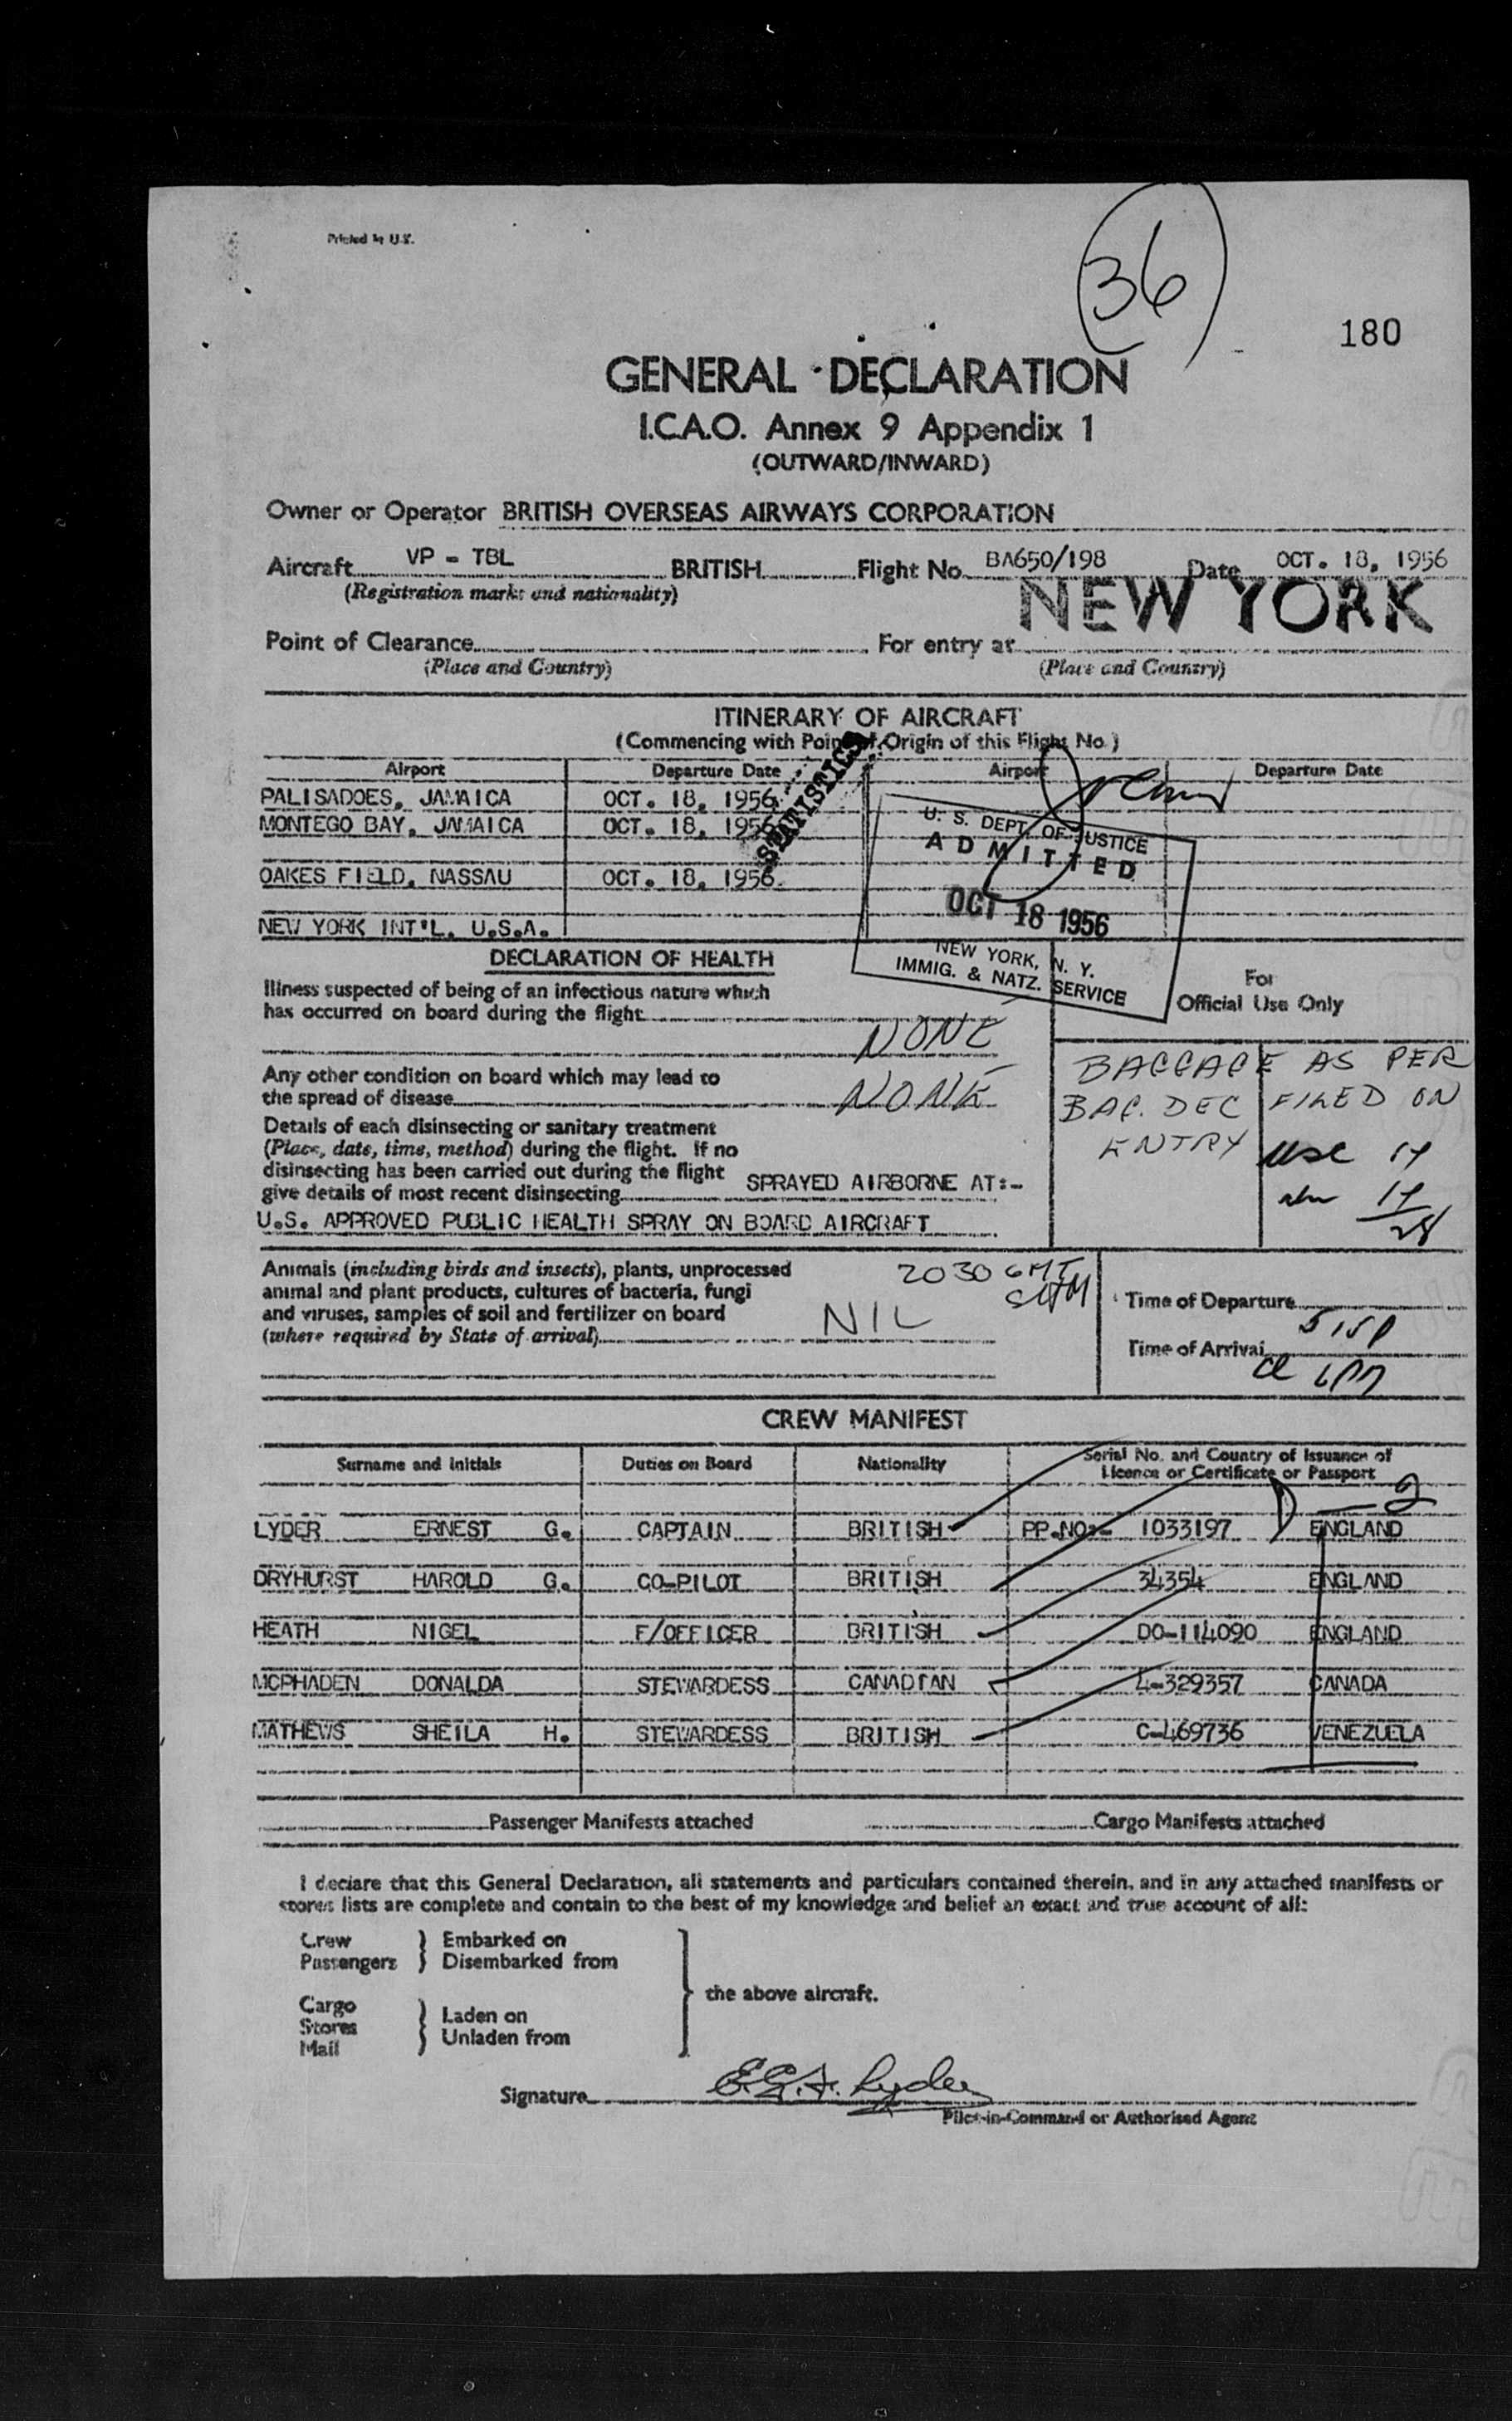 Printed in U.K.
36
180
GENERAL DECLARATION
I.C.A.O. Annex 9 Appendix 1
(OUTWARD/INWARD)
Owner or Operator BRITISH OVERSEAS AIRWAYS CORPORATION
Aircraft VP - TBL BRITISH Flight No. BA650/198 Date OCT. 18, 1956
(Registration marks and nationality)
NEW YORK
Point of Clearance For entry at
(Place and Country) (Place and Country)
ITINERARY OF AIRCRAFT
(Commencing with Point of Origin of this Flight No.)
Airport Departure Date Airport Departure Date
PALISADOES, JAMAICA OCT. 18, 1956
MONTEGO BAY, JAMAICA OCT. 18, 1956
OAKES FIELD, NASSAU OCT. 18, 1956.
NEW YORK INT'L. U.S.A.
STATISTICS
U. S. DEPT. OF JUSTICE
ADMITTED
OCT 18 1956
NEW YORK, N. Y.
IMMIG. & NATZ. SERVICE
DECLARATION OF HEALTH
For
Official Use Only
Illness suspected of being of an infectious nature which
has occurred on board during the flight
NONE
Any other condition on board which may lead to
the spread of disease NONE
BAGGAGE AS PER
BAG. DEC FILED ON
ENTRY
Details of each disinsecting or sanitary treatment
(Place, date, time, method) during the flight. If no
disinsecting has been carried out during the flight
give details of most recent disinsecting SPRAYED AIRBORNE AT:-
U.S. APPROVED PUBLIC HEALTH SPRAY ON BOARD AIRCRAFT
USC 17
17
28
Animals (including birds and insects), plants, unprocessed
animal and plant products, cultures of bacteria, fungi
and viruses, samples of soil and fertilizer on board
(where required by State of arrival) NIL
2030 GMT
Time of Departure
515P
Time of Arrival
CREW MANIFEST
Surname and Initials Duties on Board Nationality Serial No. and Country of Issuance of
Licence or Certificate or Passport
2
LYDER ERNEST G. CAPTAIN BRITISH PP.NO:- 1033197 ENGLAND
DRYHURST HAROLD G. CO-PILOT BRITISH 34354 ENGLAND
HEATH NIGEL F/OFFICER BRITISH DO-114090 ENGLAND
MCPHADEN DONALDA STEWARDESS CANADIAN 4-329357 CANADA
MATHEWS SHEILA H. STEWARDESS BRITISH C-469736 VENEZUELA
Passenger Manifests attached Cargo Manifests attached
I declare that this General Declaration, all statements and particulars contained therein, and in any attached manifests or
stores lists are complete and contain to the best of my knowledge and belief an exact and true account of all:
Crew } Embarked on
Passengers } Disembarked from
the above aircraft.
Cargo
Stores } Laden on
Mail } Unladen from
Signature E.G.A. Lyder
Pilot-in-Command or Authorised Agent